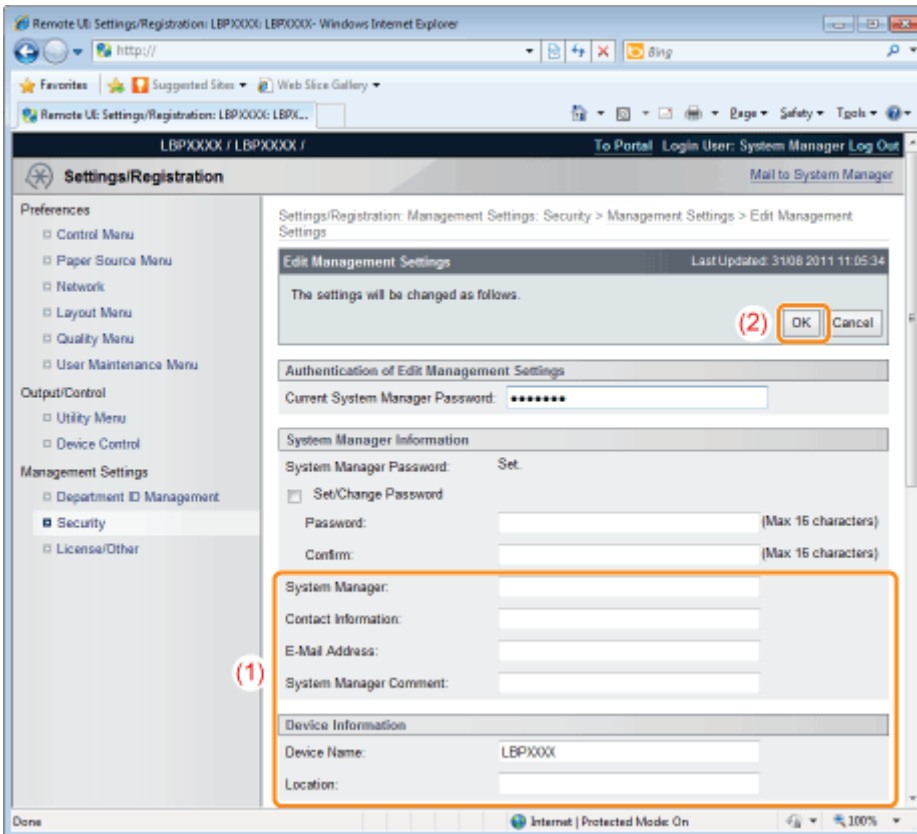 Remote UI: Settings/Registration: LBPXXXX: LBPXXXX- Windows Internet Explorer
http://
Bing
Favorites Suggested Sites Web Slice Gallery
Remote UI: Settings/Registration: LBPXXXX: LBPX... Page Safety Tools
LBPXXXX / LBPXXXX / To Portal Login User: System Manager Log Out
Settings/Registration Mail to System Manager
Preferences
Control Menu
Paper Source Menu
Network
Layout Menu
Quality Menu
User Maintenance Menu
Output/Control
Utility Menu
Device Control
Management Settings
Department ID Management
Security
License/Other
Settings/Registration: Management Settings: Security > Management Settings > Edit Management
Settings
Edit Management Settings Last Updated: 31/08 2011 11:05:34
The settings will be changed as follows.
(2) OK Cancel
Authentication of Edit Management Settings
Current System Manager Password: •••••••
System Manager Information
System Manager Password: Set.
Set/Change Password
Password: (Max 16 characters)
Confirm: (Max 16 characters)
(1)
System Manager:
Contact Information:
E-Mail Address:
System Manager Comment:
Device Information
Device Name: LBPXXXX
Location:
Done Internet | Protected Mode: On 100%